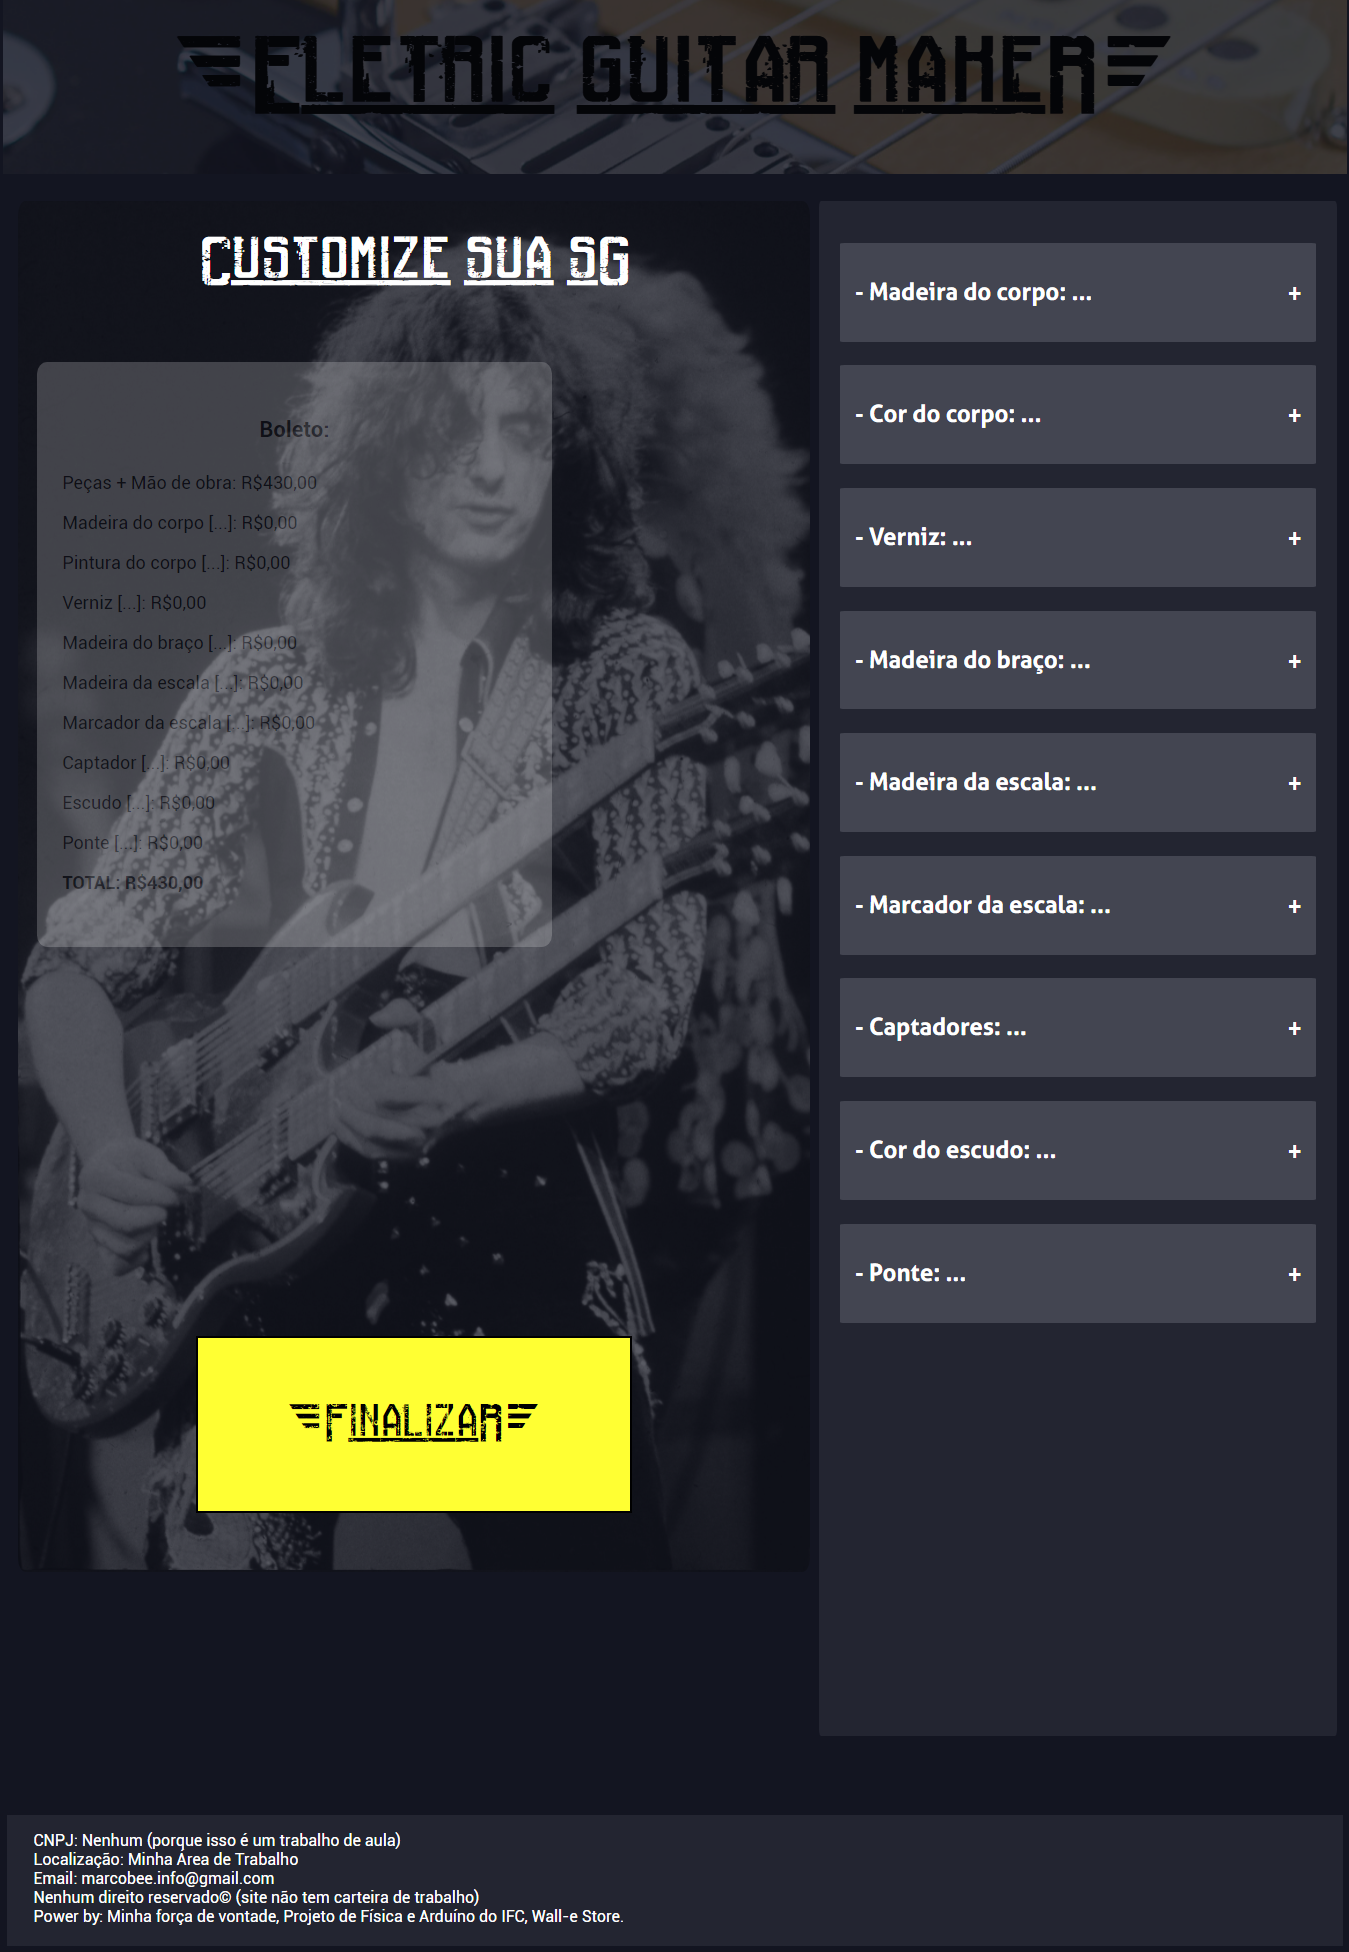 ELETRIC GUITAR MAKER
CUSTOMIZE SUA SG
Boleto:
Peças + Mão de obra: R$430,00
Madeira do corpo [...]: R$0,00
Pintura do corpo [...]: R$0,00
Verniz [...]: R$0,00
Madeira do braço [...]: R$0,00
Madeira da escala [...]: R$0,00
Marcador da escala [...]: R$0,00
Captador [...]: R$0,00
Escudo [...]: R$0,00
Ponte [...]: R$0,00
TOTAL: R$430,00
FINALIZAR
- Madeira do corpo: ... +
- Cor do corpo: ... +
- Verniz: ... +
- Madeira do braço: ... +
- Madeira da escala: ... +
- Marcador da escala: ... +
- Captadores: ... +
- Cor do escudo: ... +
- Ponte: ... +
CNPJ: Nenhum (porque isso é um trabalho de aula)
Localização: Minha Área de Trabalho
Email: marcobee.info@gmail.com
Nenhum direito reservado© (site não tem carteira de trabalho)
Power by: Minha força de vontade, Projeto de Física e Arduíno do IFC, Wall-e Store.